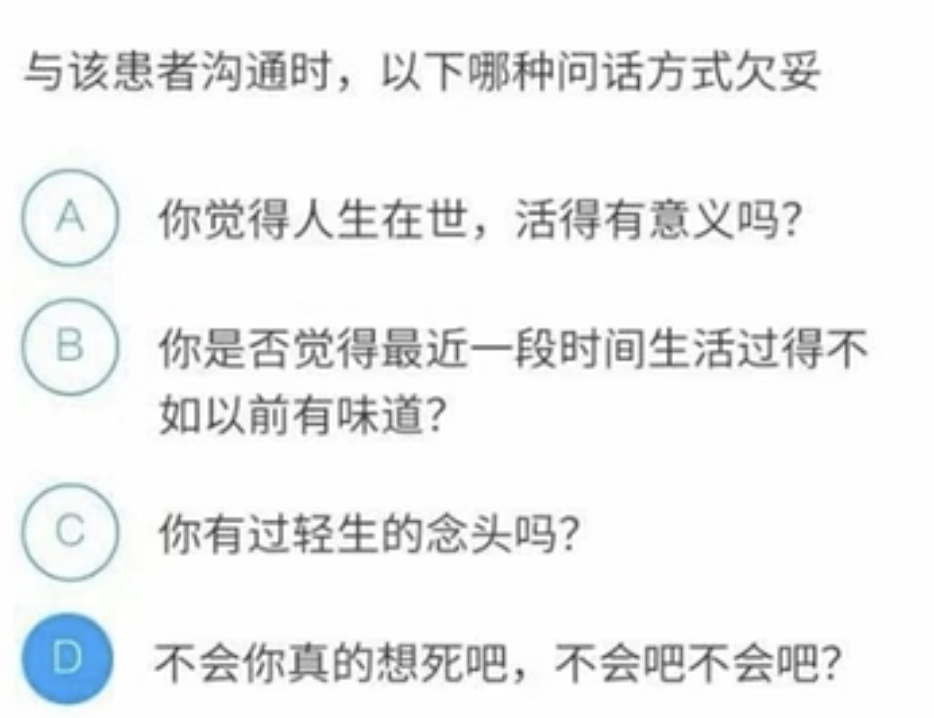 与该患者沟通时，以下哪种问话方式欠妥
A 你觉得人生在世，活得有意义吗？
B 你是否觉得最近一段时间生活过得不
如以前有味道？
C 你有过轻生的念头吗？
D 不会你真的想死吧，不会吧不会吧？